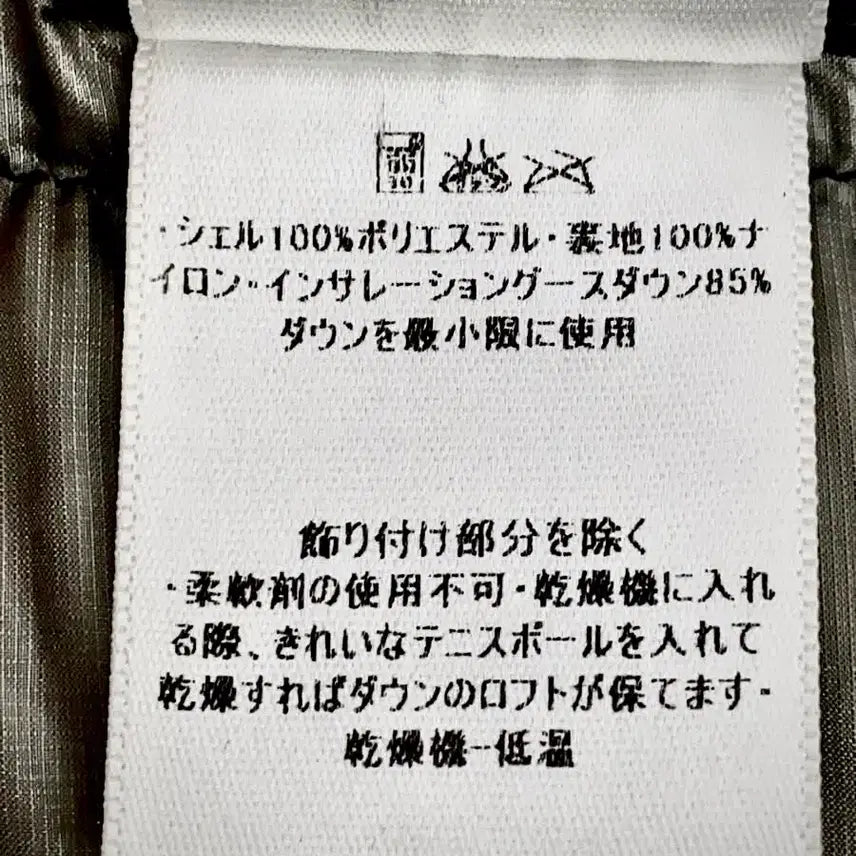 ・シェル100%ポリエステル・裏地100%ナ
イロン・インサレーショングースダウン85%
ダウンを最小限に使用
飾り付け部分を除く
・柔軟剤の使用不可・乾燥機に入れ
る際、きれいなテニスボールを入れて
乾燥すればダウンのロフトが保てます・
乾燥機ー低温